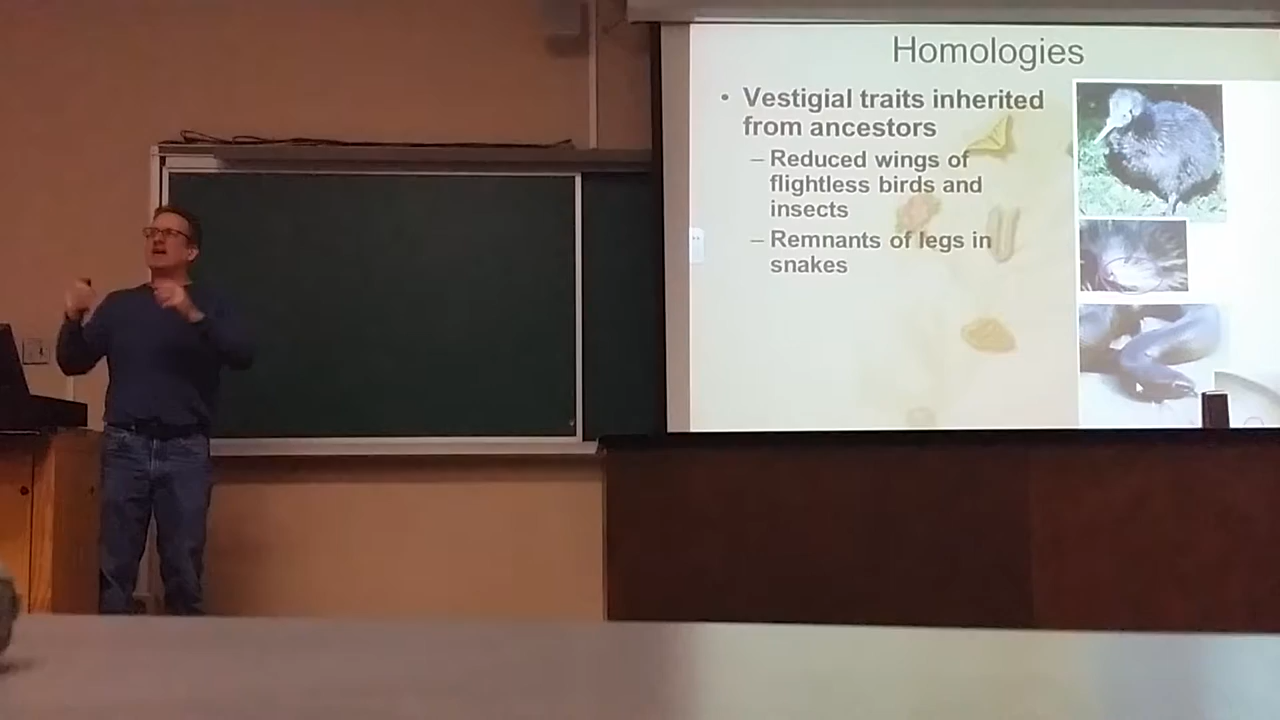 Homologies
• Vestigial traits inherited
from ancestors
– Reduced wings of
flightless birds and
insects
– Remnants of legs in
snakes